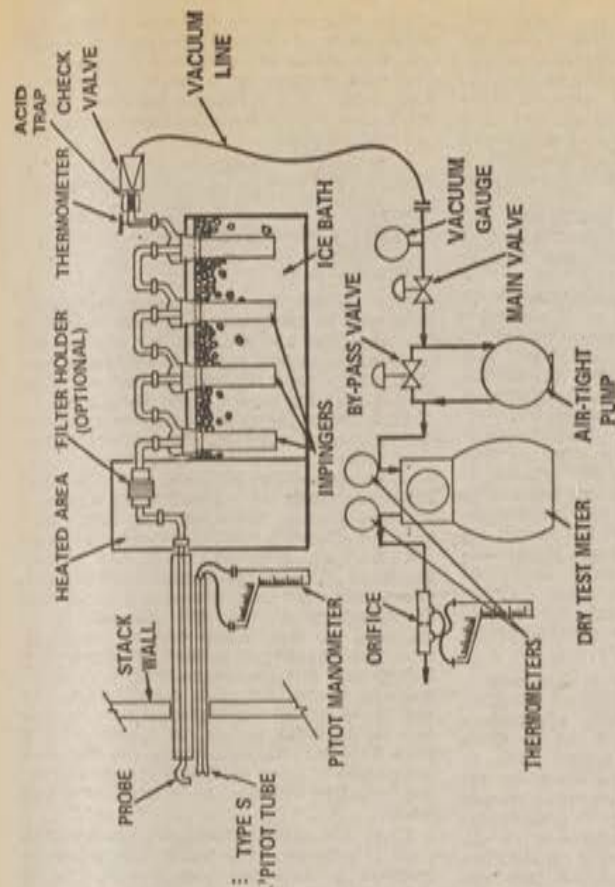 PROBE
STACK
WALL
HEATED AREA
FILTER HOLDER
(OPTIONAL)
THERMOMETER
ACID
TRAP
CHECK
VALVE
VACUUM
LINE
TYPE S
PITOT TUBE
PITOT MANOMETER
IMPINGERS
ICE BATH
ORIFICE
BY-PASS VALVE
VACUUM
GAUGE
MAIN VALVE
THERMOMETERS
DRY TEST METER
AIR-TIGHT
PUMP